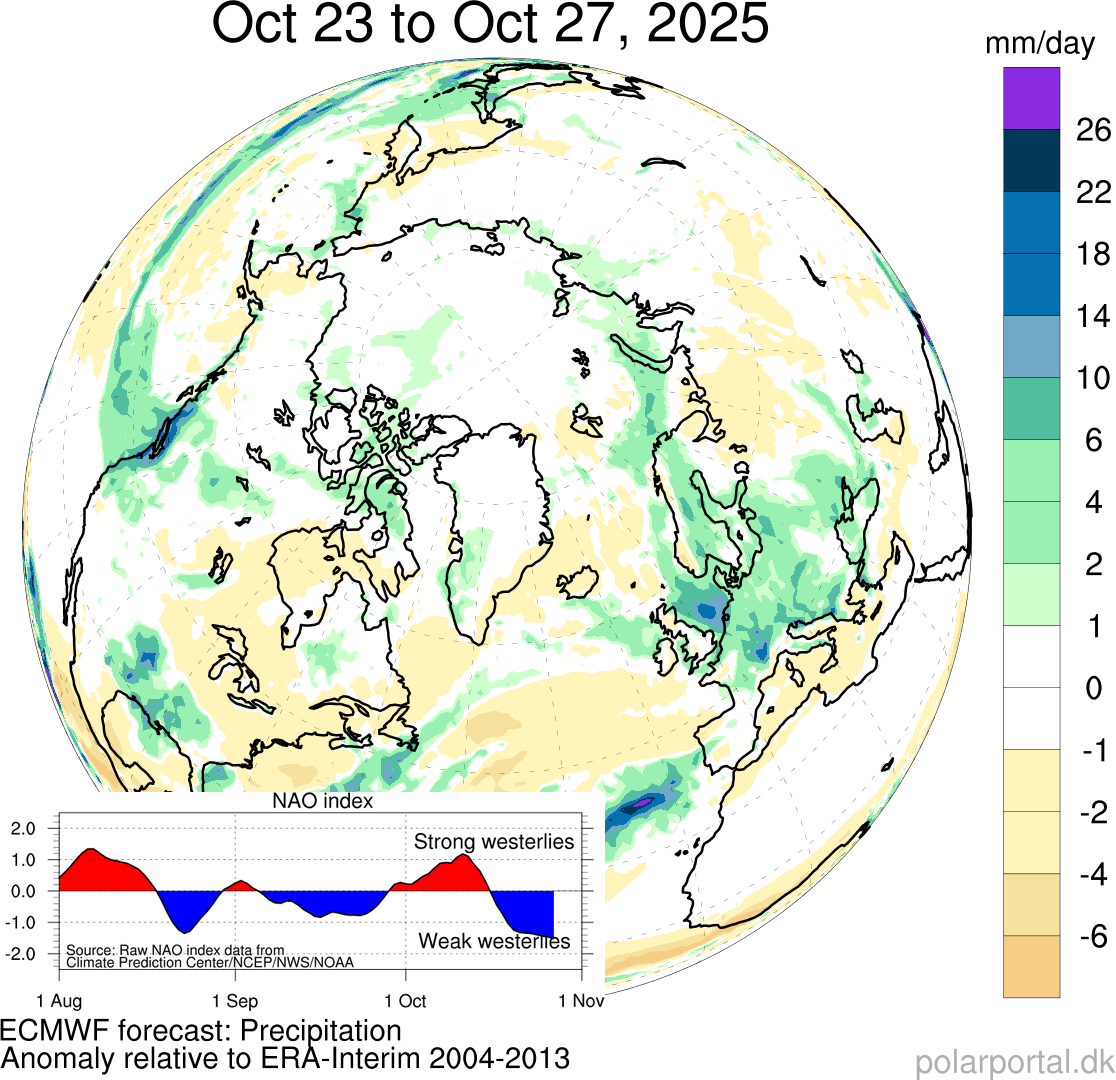 Oct 23 to Oct 27, 2025
mm/day
26
22
18
14
10
6
4
2
1
0
-1
-2
-4
-6
NAO index
2.0
1.0
0.0
-1.0
-2.0
Strong westerlies
Weak westerlies
Source: Raw NAO index data from
Climate Prediction Center/NCEP/NWS/NOAA
1 Aug
1 Sep
1 Oct
1 Nov
ECMWF forecast: Precipitation
Anomaly relative to ERA-Interim 2004-2013
polarportal.dk